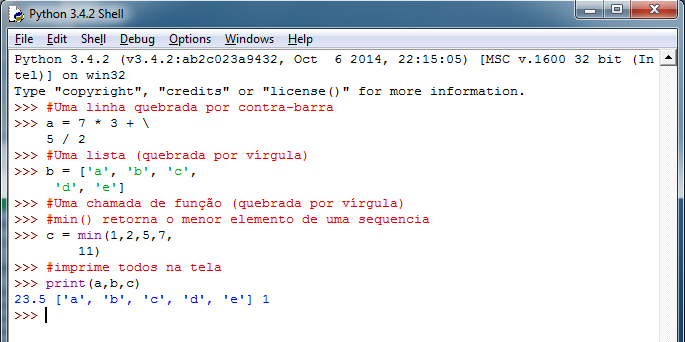 Python 3.4.2 Shell
File Edit Shell Debug Options Windows Help
Python 3.4.2 (v3.4.2:ab2c023a9432, Oct  6 2014, 22:15:05) [MSC v.1600 32 bit (In
tel)] on win32
Type "copyright", "credits" or "license()" for more information.
>>> #Uma linha quebrada por contra-barra
>>> a = 7 * 3 + \
    5 / 2
>>> #Uma lista (quebrada por vírgula)
>>> b = ['a', 'b', 'c',
     'd', 'e']
>>> #Uma chamada de função (quebrada por vírgula)
>>> #min() retorna o menor elemento de uma sequencia
>>> c = min(1,2,5,7,
        11)
>>> #imprime todos na tela
>>> print(a,b,c)
23.5 ['a', 'b', 'c', 'd', 'e'] 1
>>>